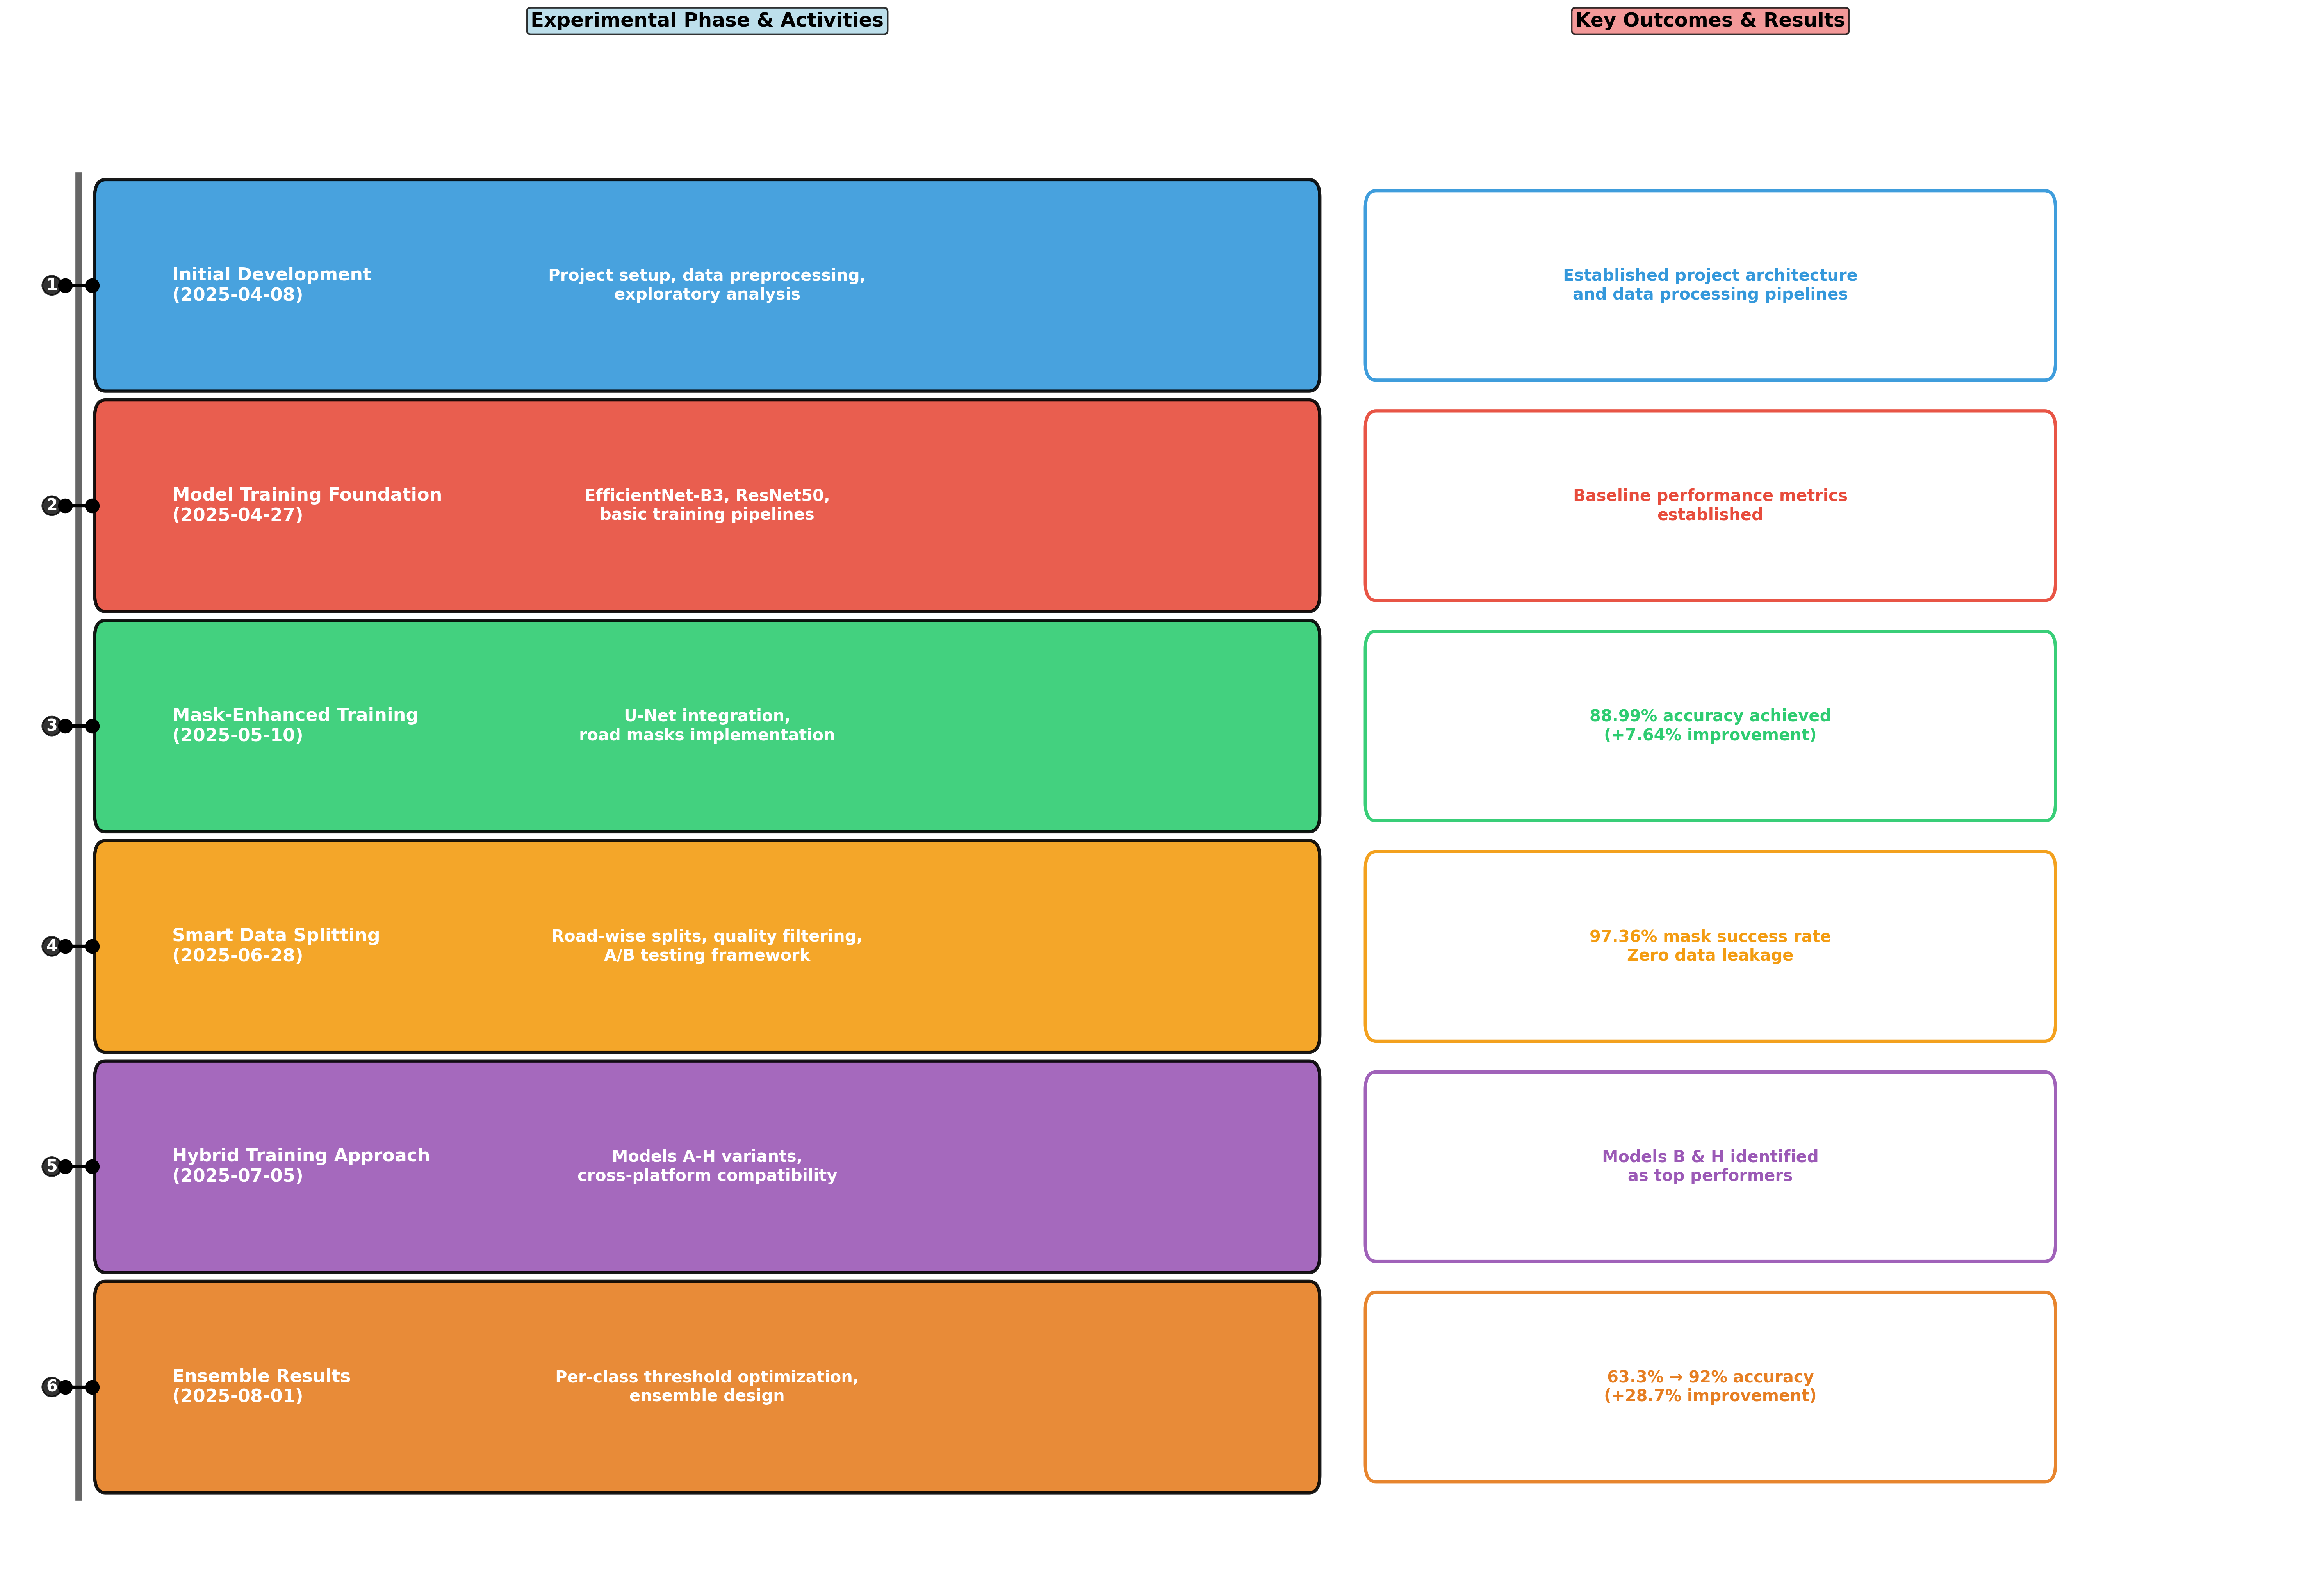 Experimental Phase & Activities
Key Outcomes & Results
1
Initial Development
(2025-04-08)
Project setup, data preprocessing,
exploratory analysis
Established project architecture
and data processing pipelines
2
Model Training Foundation
(2025-04-27)
EfficientNet-B3, ResNet50,
basic training pipelines
Baseline performance metrics
established
3
Mask-Enhanced Training
(2025-05-10)
U-Net integration,
road masks implementation
88.99% accuracy achieved
(+7.64% improvement)
4
Smart Data Splitting
(2025-06-28)
Road-wise splits, quality filtering,
A/B testing framework
97.36% mask success rate
Zero data leakage
5
Hybrid Training Approach
(2025-07-05)
Models A-H variants,
cross-platform compatibility
Models B & H identified
as top performers
6
Ensemble Results
(2025-08-01)
Per-class threshold optimization,
ensemble design
63.3% → 92% accuracy
(+28.7% improvement)